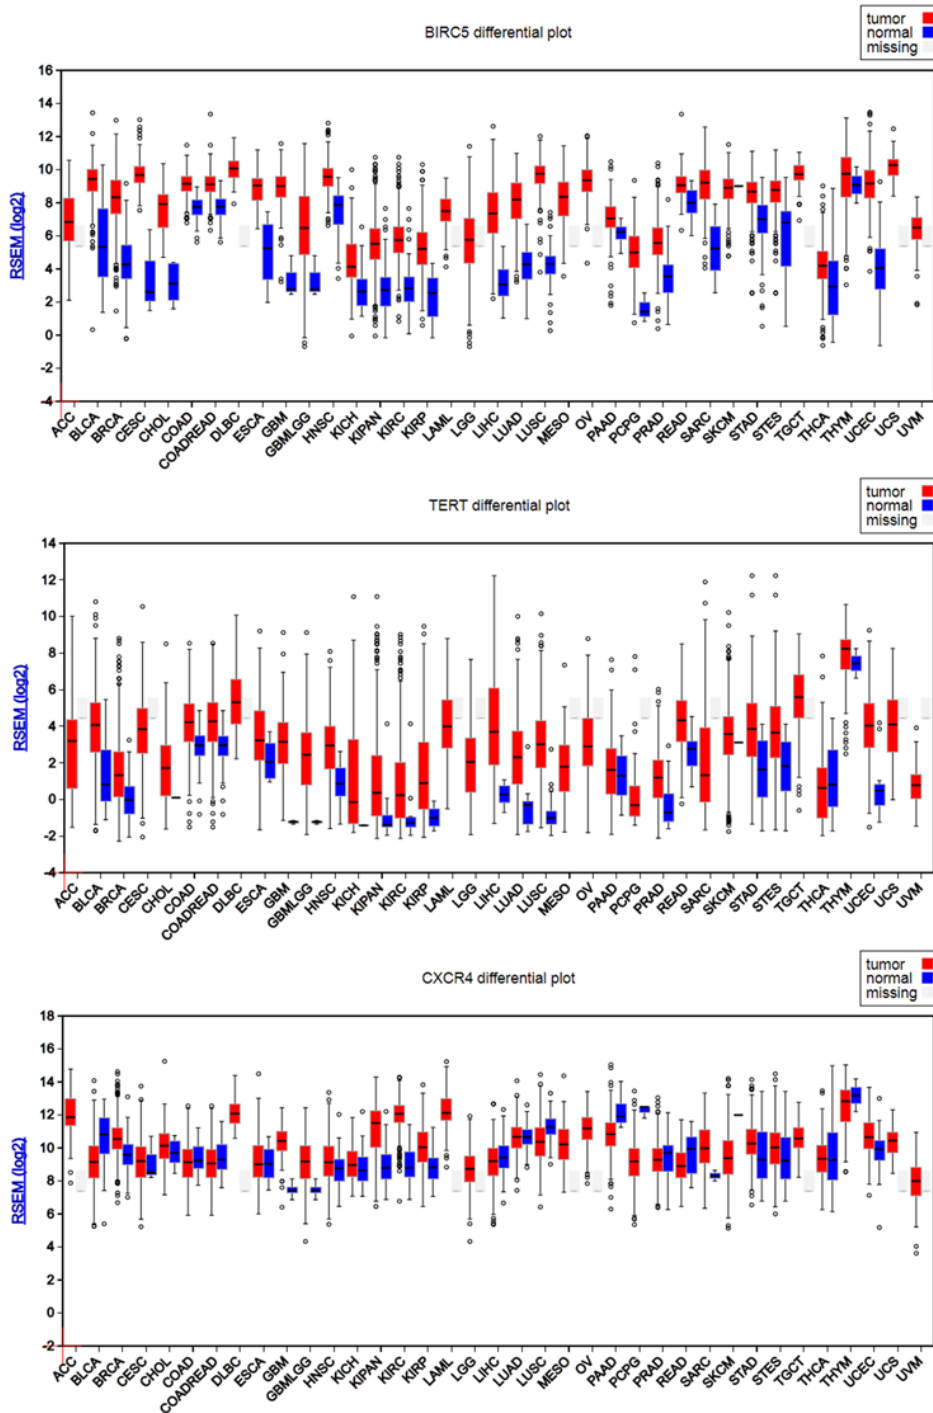 BIRC5 differential plot
tumor
normal
missing
RSEM (log2)
16
14
12
10
8
6
4
2
0
-2
-4
ACC BLCA BRCA CESC CHOL COAD COADREAD DLBC ESCA GBM GBMLGG HNSC KICH KIPAN KIRC KIRP LAML LGG LIHC LUAD LUSC MESO OV PAAD PCPG PRAD READ SARC SKCM STAD STES TGCT THCA THYM UCEC UCS UVM
TERT differential plot
tumor
normal
missing
RSEM (log2)
14
12
10
8
6
4
2
0
-2
-4
ACC BLCA BRCA CESC CHOL COAD COADREAD DLBC ESCA GBM GBMLGG HNSC KICH KIPAN KIRC KIRP LAML LGG LIHC LUAD LUSC MESO OV PAAD PCPG PRAD READ SARC SKCM STAD STES TGCT THCA THYM UCEC UCS UVM
CXCR4 differential plot
tumor
normal
missing
RSEM (log2)
18
16
14
12
10
8
6
4
2
0
-2
ACC BLCA BRCA CESC CHOL COAD COADREAD DLBC ESCA GBM GBMLGG HNSC KICH KIPAN KIRC KIRP LAML LGG LIHC LUAD LUSC MESO OV PAAD PCPG PRAD READ SARC SKCM STAD STES TGCT THCA THYM UCEC UCS UVM